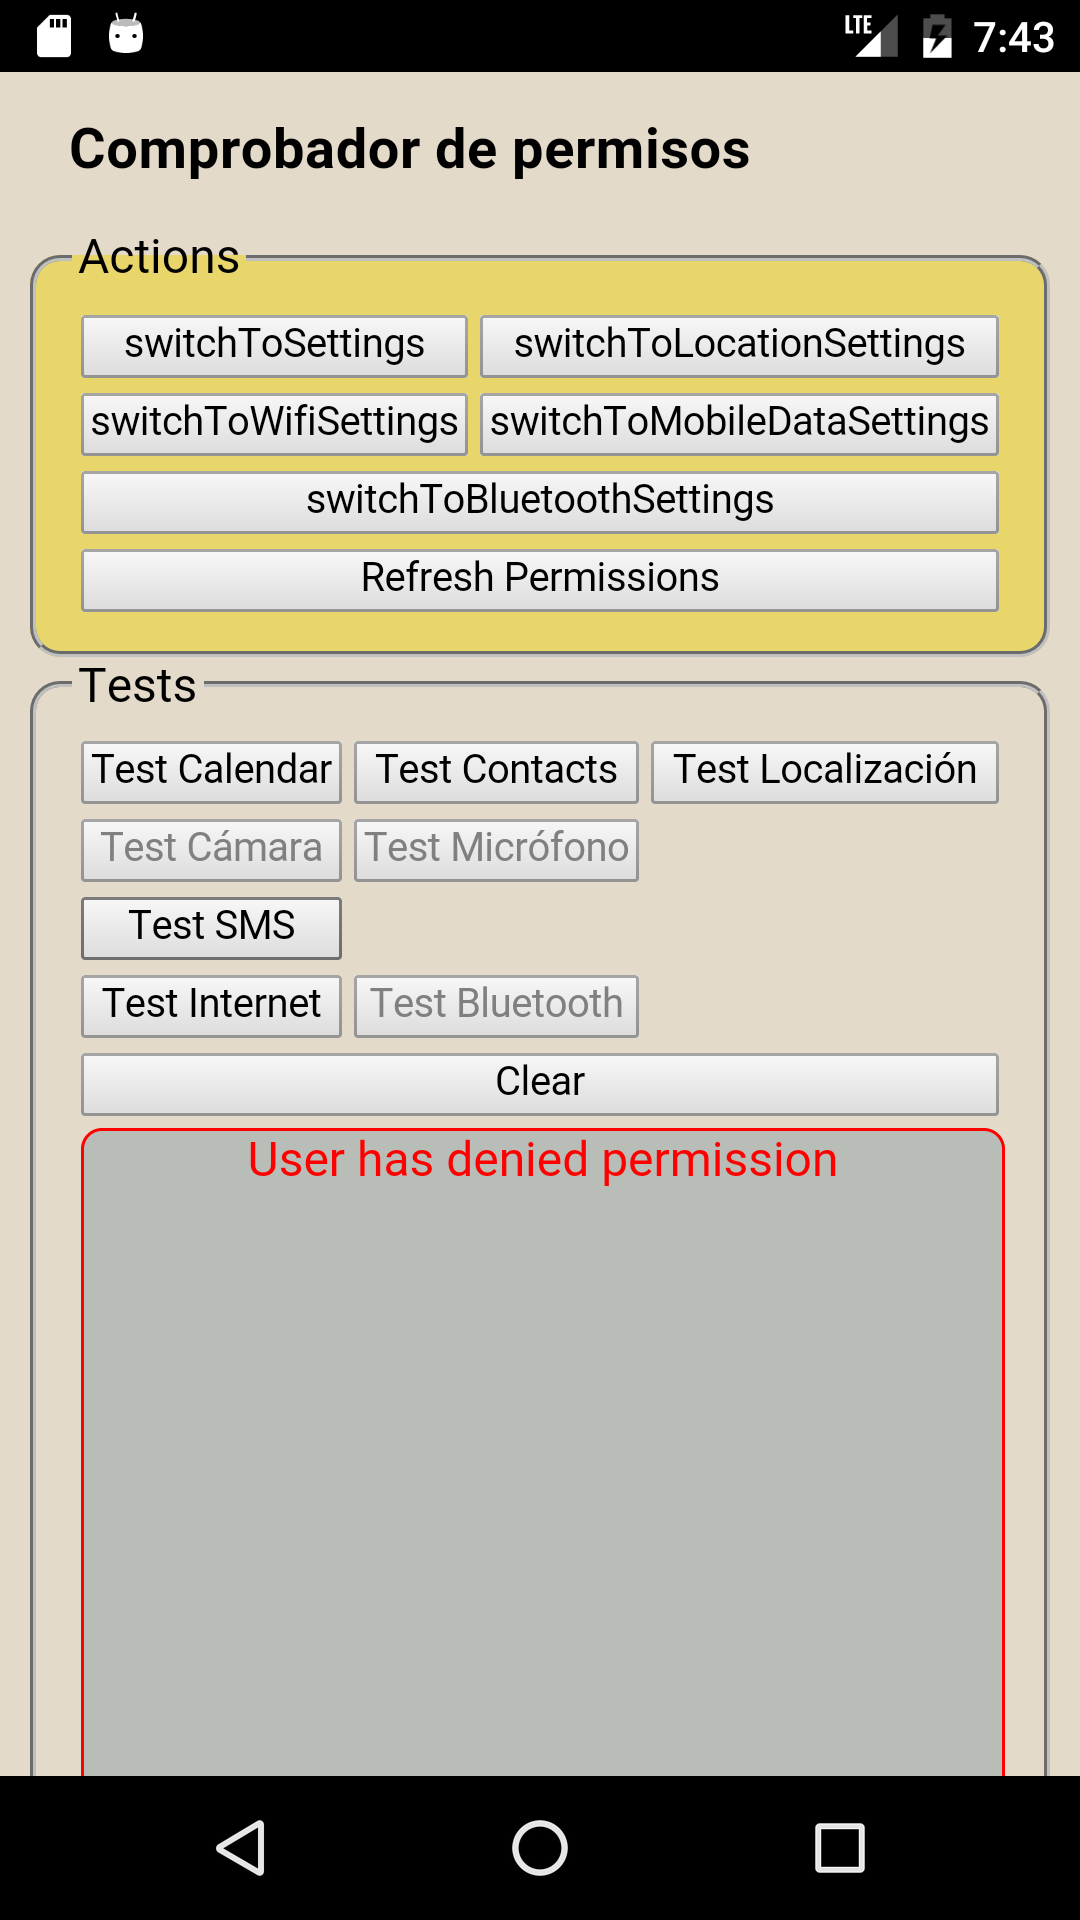 LTE 7:43
Comprobador de permisos
Actions
switchToSettings switchToLocationSettings
switchToWifiSettings switchToMobileDataSettings
switchToBluetoothSettings
Refresh Permissions
Tests
Test Calendar Test Contacts Test Localización
Test Cámara Test Micrófono
Test SMS
Test Internet Test Bluetooth
Clear
User has denied permission